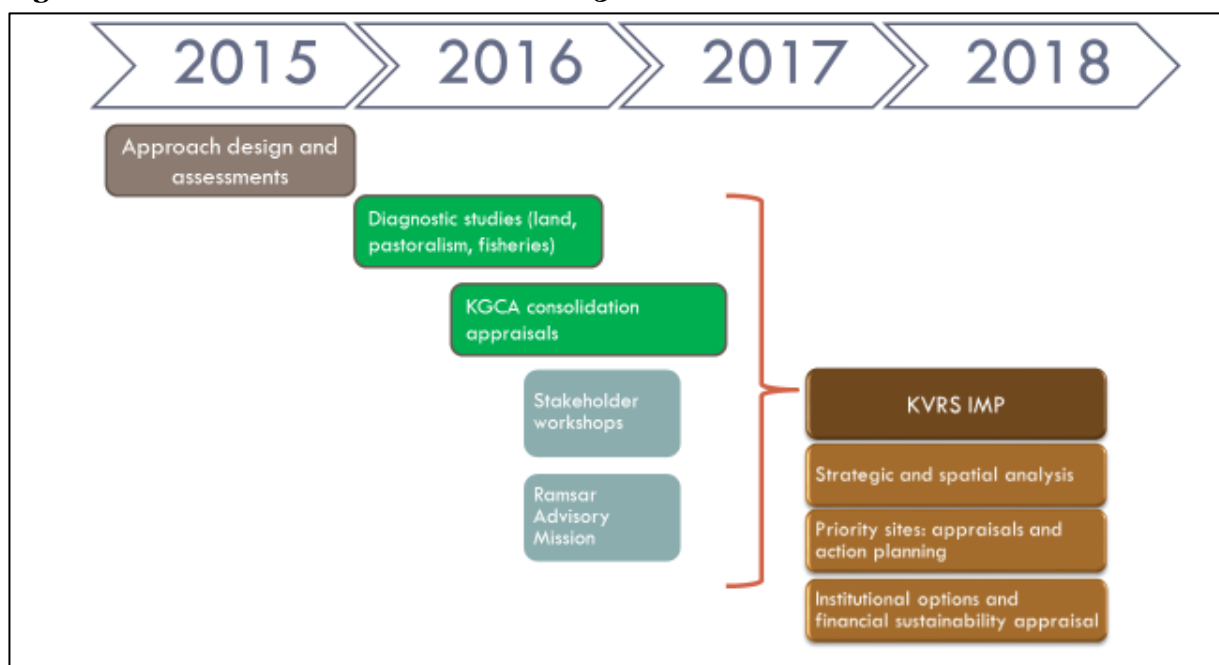 2015 2016 2017 2018
Approach design and
assessments
Diagnostic studies (land,
pastoralism, fisheries)
KGCA consolidation
appraisals
Stakeholder
workshops
Ramsar
Advisory
Mission
KVRS IMP
Strategic and spatial analysis
Priority sites: appraisals and
action planning
Institutional options and
financial sustainability appraisal